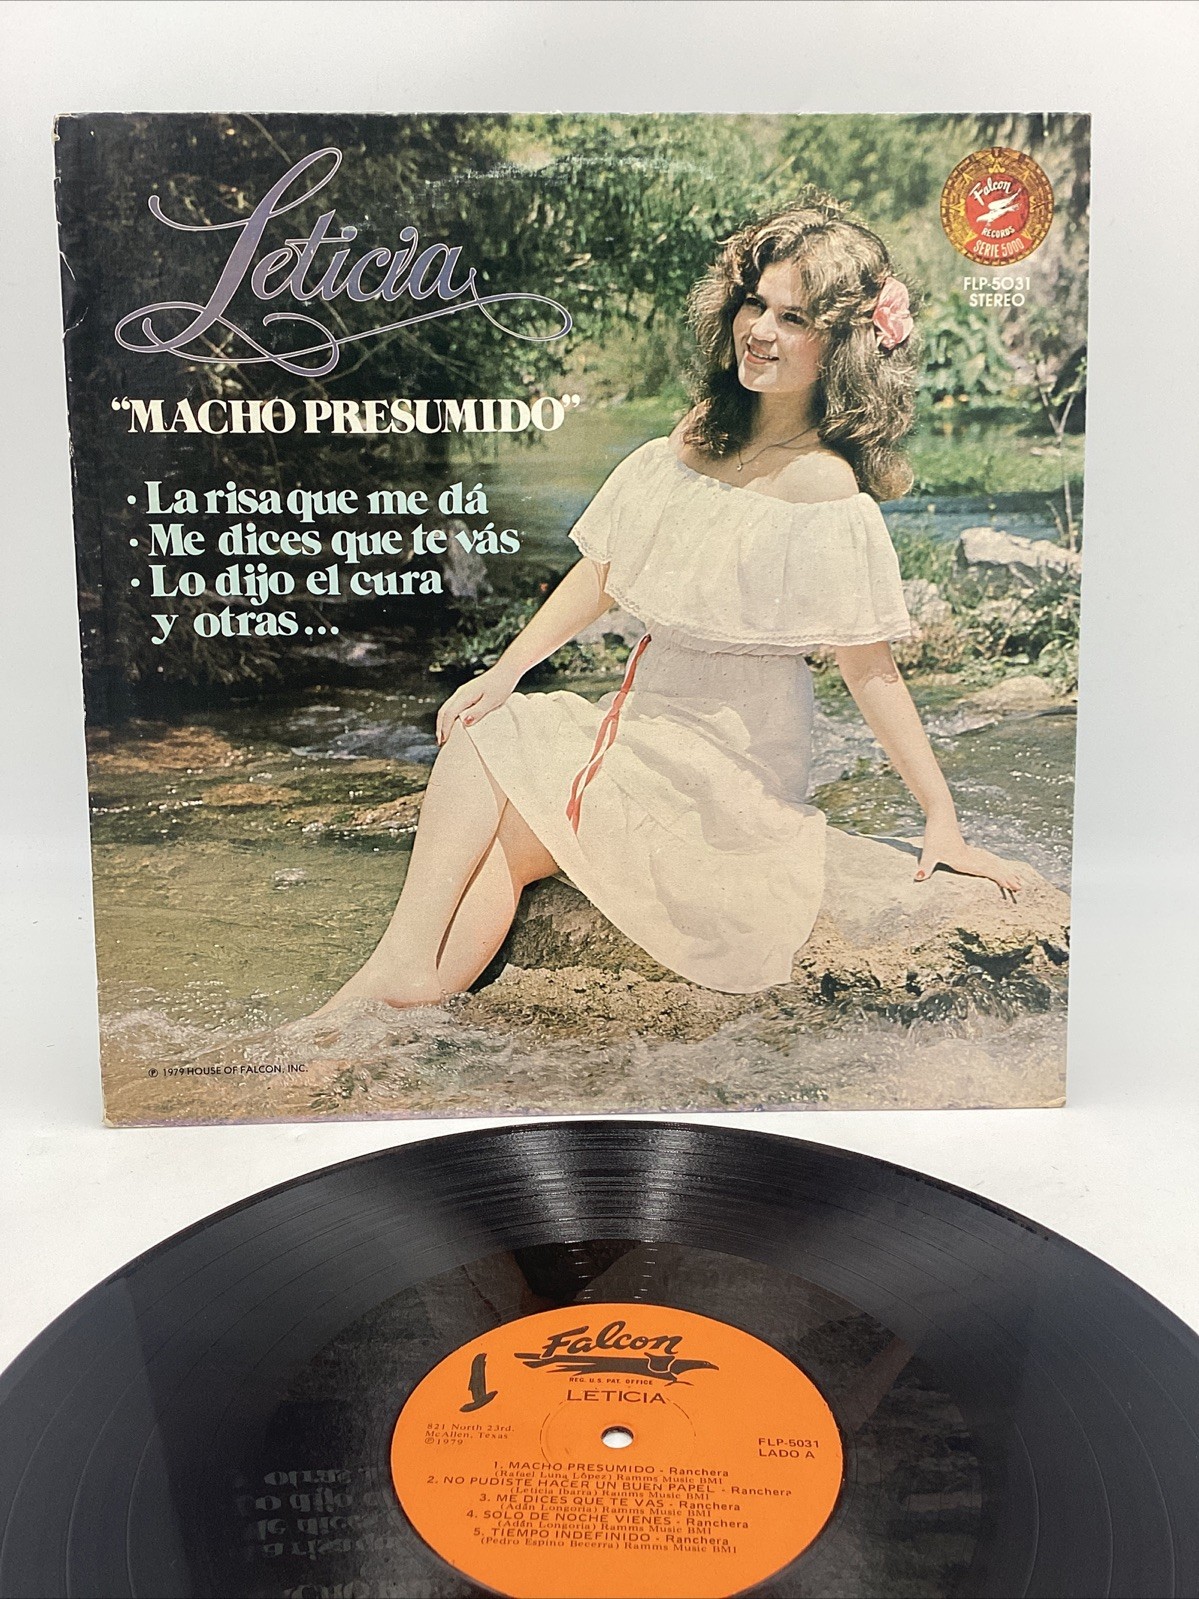 Leticia
"MACHO PRESUMIDO"
· La risa que me dá
· Me dices que te vás
· Lo dijo el cura
y otras...
Falcon
RECORDS
SERIE 5000
FLP-5031
STEREO
℗ 1979 HOUSE OF FALCON, INC.
Falcon
REG. U.S. PAT. OFFICE
LETICIA
821 North 23rd.
McAllen, Texas
℗1979
FLP-5031
LADO A
1. MACHO PRESUMIDO - Ranchera
(Rafael Luna López) Ramms Music BMI
2. NO PUDISTE HACER UN BUEN PAPEL - Ranchera
(Leticia Ibarra) Ramms Music BMI
3. ME DICES QUE TE VAS - Ranchera
(Adán Longoria) Ramms Music BMI
4. SOLO DE NOCHE VIENES - Ranchera
(Adán Longoria) Ramms Music BMI
5. TIEMPO INDEFINIDO - Ranchera
(Pedro Espino Becerra) Ramms Music BMI